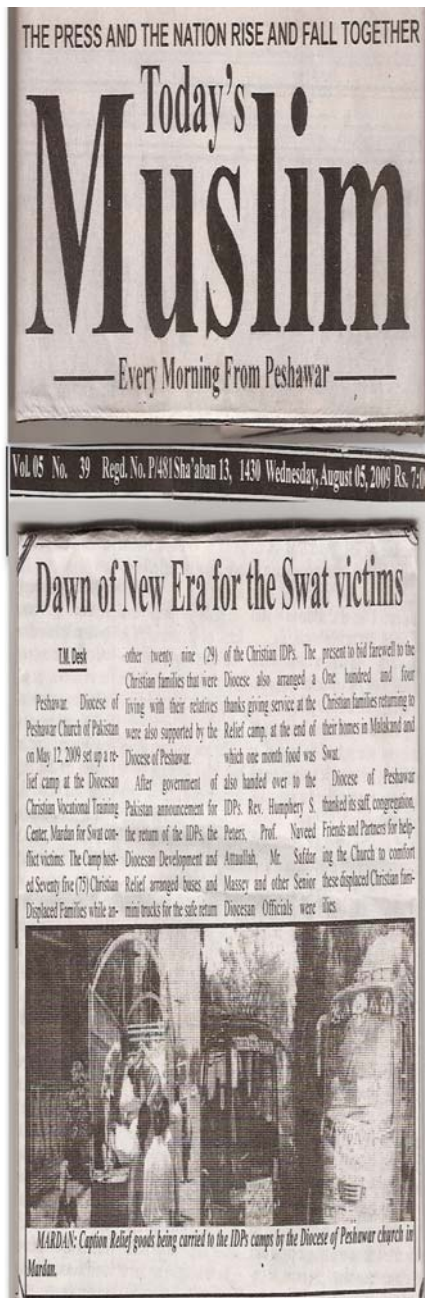 THE PRESS AND THE NATION RISE AND FALL TOGETHER
Today's
Muslim
Every Morning From Peshawar
Vol. 05 No. 39 Regd. No. P/481 Sha'aban 13, 1430 Wednesday, August 05, 2009 Rs. 7:0
Dawn of New Era for the Swat victims
T.M. Desk
Peshawar. Diocese of
Peshawar Church of Pakistan
on May 12, 2009 set up a re-
lief camp at the Diocesan
Christian Vocational Training
Center, Mardan for Swat con-
flict victims. The Camp host-
ed Seventy five (75) Christian
Displaced Families while an-
other twenty nine (29)
Christian families that were
living with their relatives
were also supported by the
Diocese of Peshawar.
After government of
Pakistan announcement for
the return of the IDPs, the
Diocesan Development and
Relief arranged buses and
mini trucks for the safe return
of the Christian IDPs. The
Diocese also arranged a
thanks giving service at the
Relief camp, at the end of
which one month food was
also handed over to the
IDPs. Rev. Humphery S.
Peters, Prof. Naveed
Attaullah, Mr. Safdar
Massey and other Senior
Diocesan Officials were
present to bid farewell to the
One hundred and four
Christian families returning to
their homes in Malakand and
Swat.
Diocese of Peshawar
thanked its saff, congregation,
Friends and Partners for help-
ing the Church to comfort
these displaced Christian fam-
ilies.
MARDAN: Caption Relief goods being carried to the IDPs camps by the Diocese of Peshawar church in
Mardan.